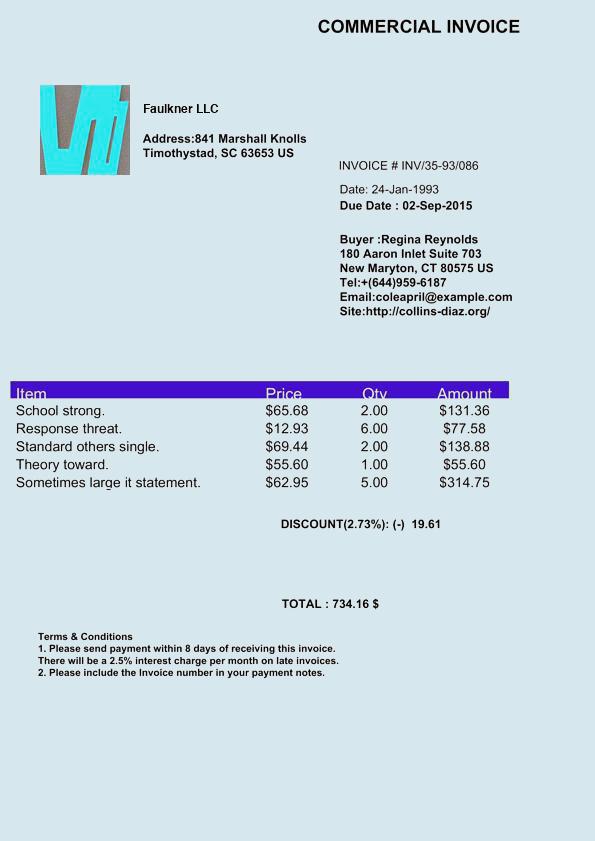 COMMERCIAL INVOICE
Faulkner LLC
Address:841 Marshall Knolls
Timothystad, SC 63653 US
INVOICE # INV/35-93/086
Date: 24-Jan-1993
Due Date : 02-Sep-2015
Buyer :Regina Reynolds
180 Aaron Inlet Suite 703
New Maryton, CT 80575 US
Tel:+(644)959-6187
Email:coleapril@example.com
Site:http://collins-diaz.org/
Item Price Qty Amount
School strong. $65.68 2.00 $131.36
Response threat. $12.93 6.00 $77.58
Standard others single. $69.44 2.00 $138.88
Theory toward. $55.60 1.00 $55.60
Sometimes large it statement. $62.95 5.00 $314.75
DISCOUNT(2.73%): (-) 19.61
TOTAL : 734.16 $
Terms & Conditions
1. Please send payment within 8 days of receiving this invoice.
There will be a 2.5% interest charge per month on late invoices.
2. Please include the Invoice number in your payment notes.